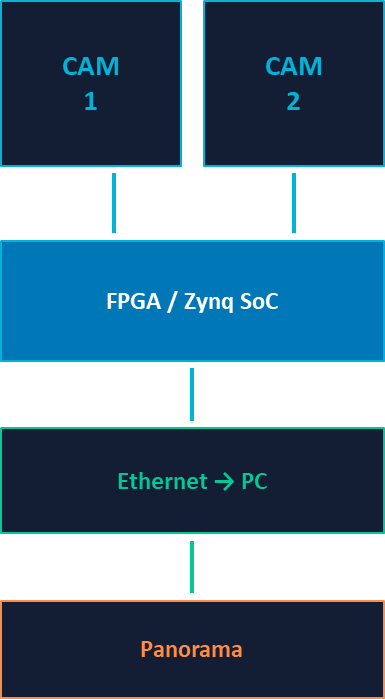 CAM
1
CAM
2
FPGA / Zynq SoC
Ethernet → PC
Panorama